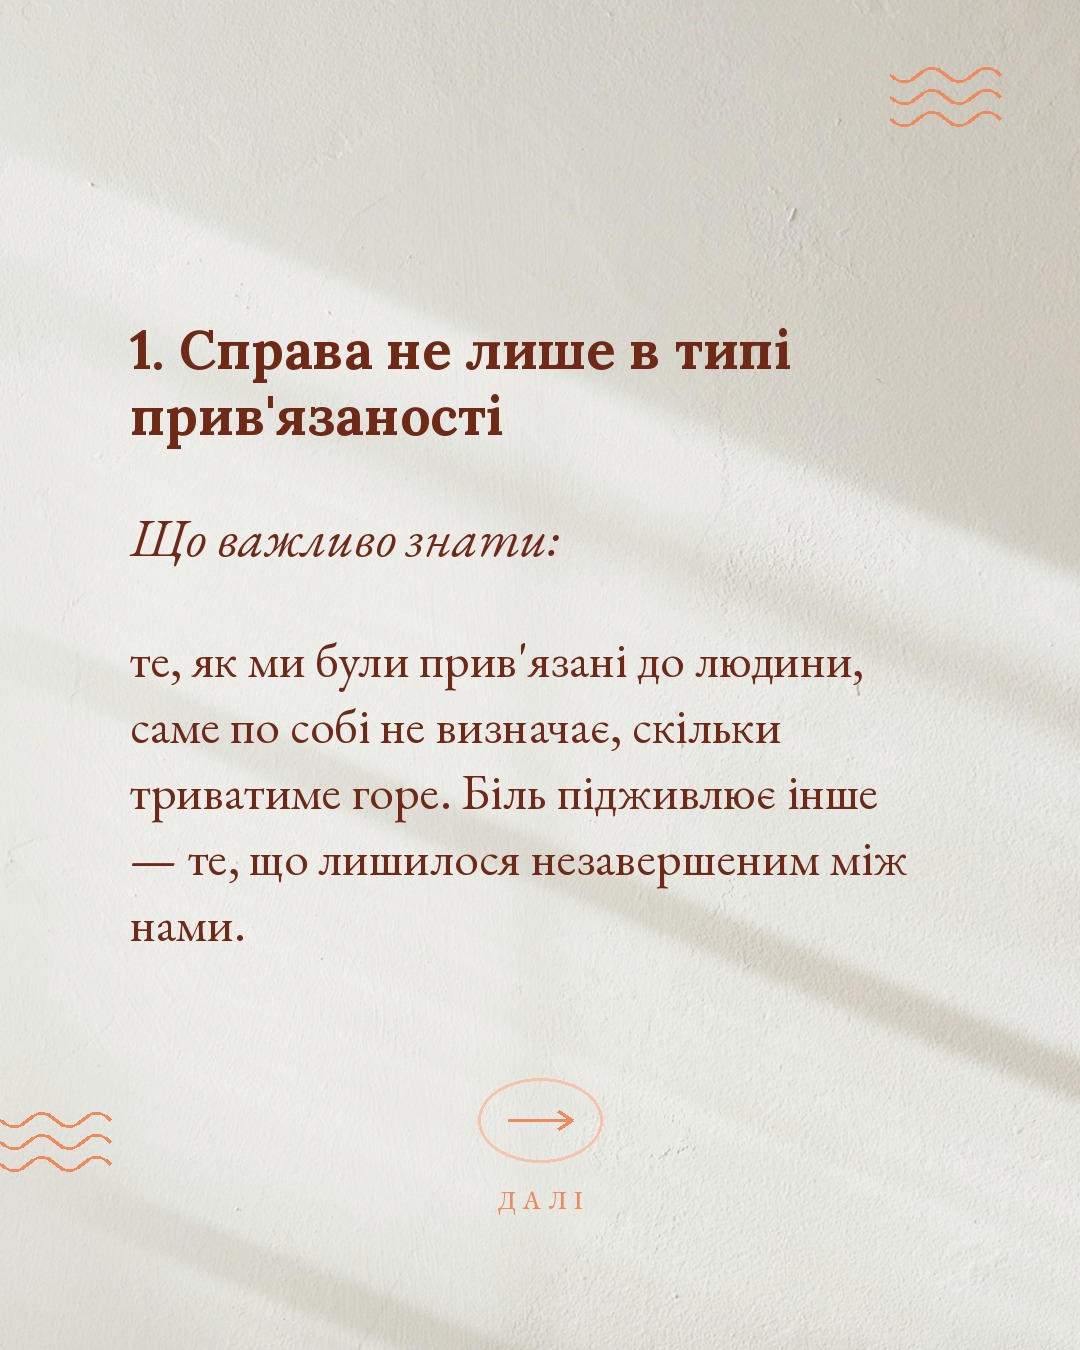 1. Справа не лише в типі
прив'язаності
Що важливо знати:
те, як ми були прив'язані до людини,
саме по собі не визначає, скільки
триватиме горе. Біль підживлює інше
— те, що лишилося незавершеним між
нами.
ДАЛІ